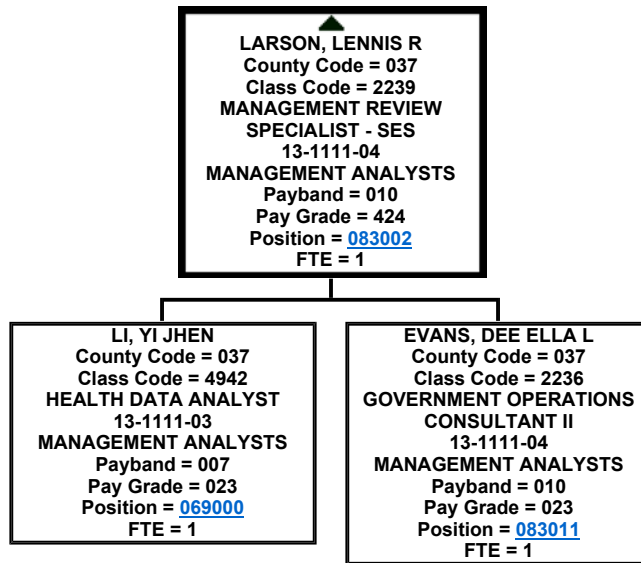 LARSON, LENNIS R
County Code = 037
Class Code = 2239
MANAGEMENT REVIEW
SPECIALIST - SES
13-1111-04
MANAGEMENT ANALYSTS
Payband = 010
Pay Grade = 424
Position = 083002
FTE = 1
LI, YI JHEN
County Code = 037
Class Code = 4942
HEALTH DATA ANALYST
13-1111-03
MANAGEMENT ANALYSTS
Payband = 007
Pay Grade = 023
Position = 069000
FTE = 1
EVANS, DEE ELLA L
County Code = 037
Class Code = 2236
GOVERNMENT OPERATIONS
CONSULTANT II
13-1111-04
MANAGEMENT ANALYSTS
Payband = 010
Pay Grade = 023
Position = 083011
FTE = 1